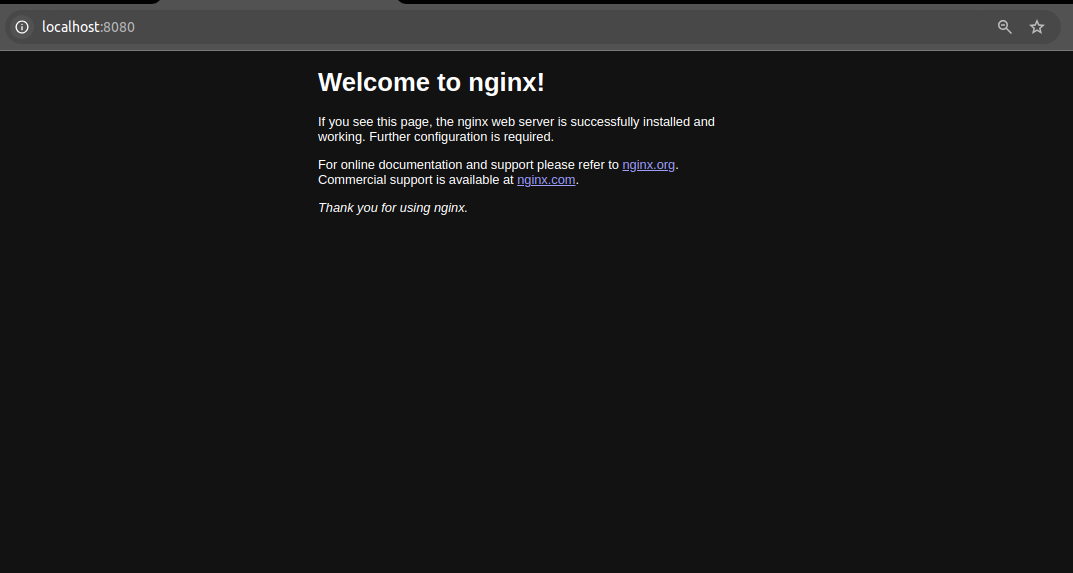 localhost:8080
Welcome to nginx!
If you see this page, the nginx web server is successfully installed and
working. Further configuration is required.
For online documentation and support please refer to nginx.org.
Commercial support is available at nginx.com.
Thank you for using nginx.